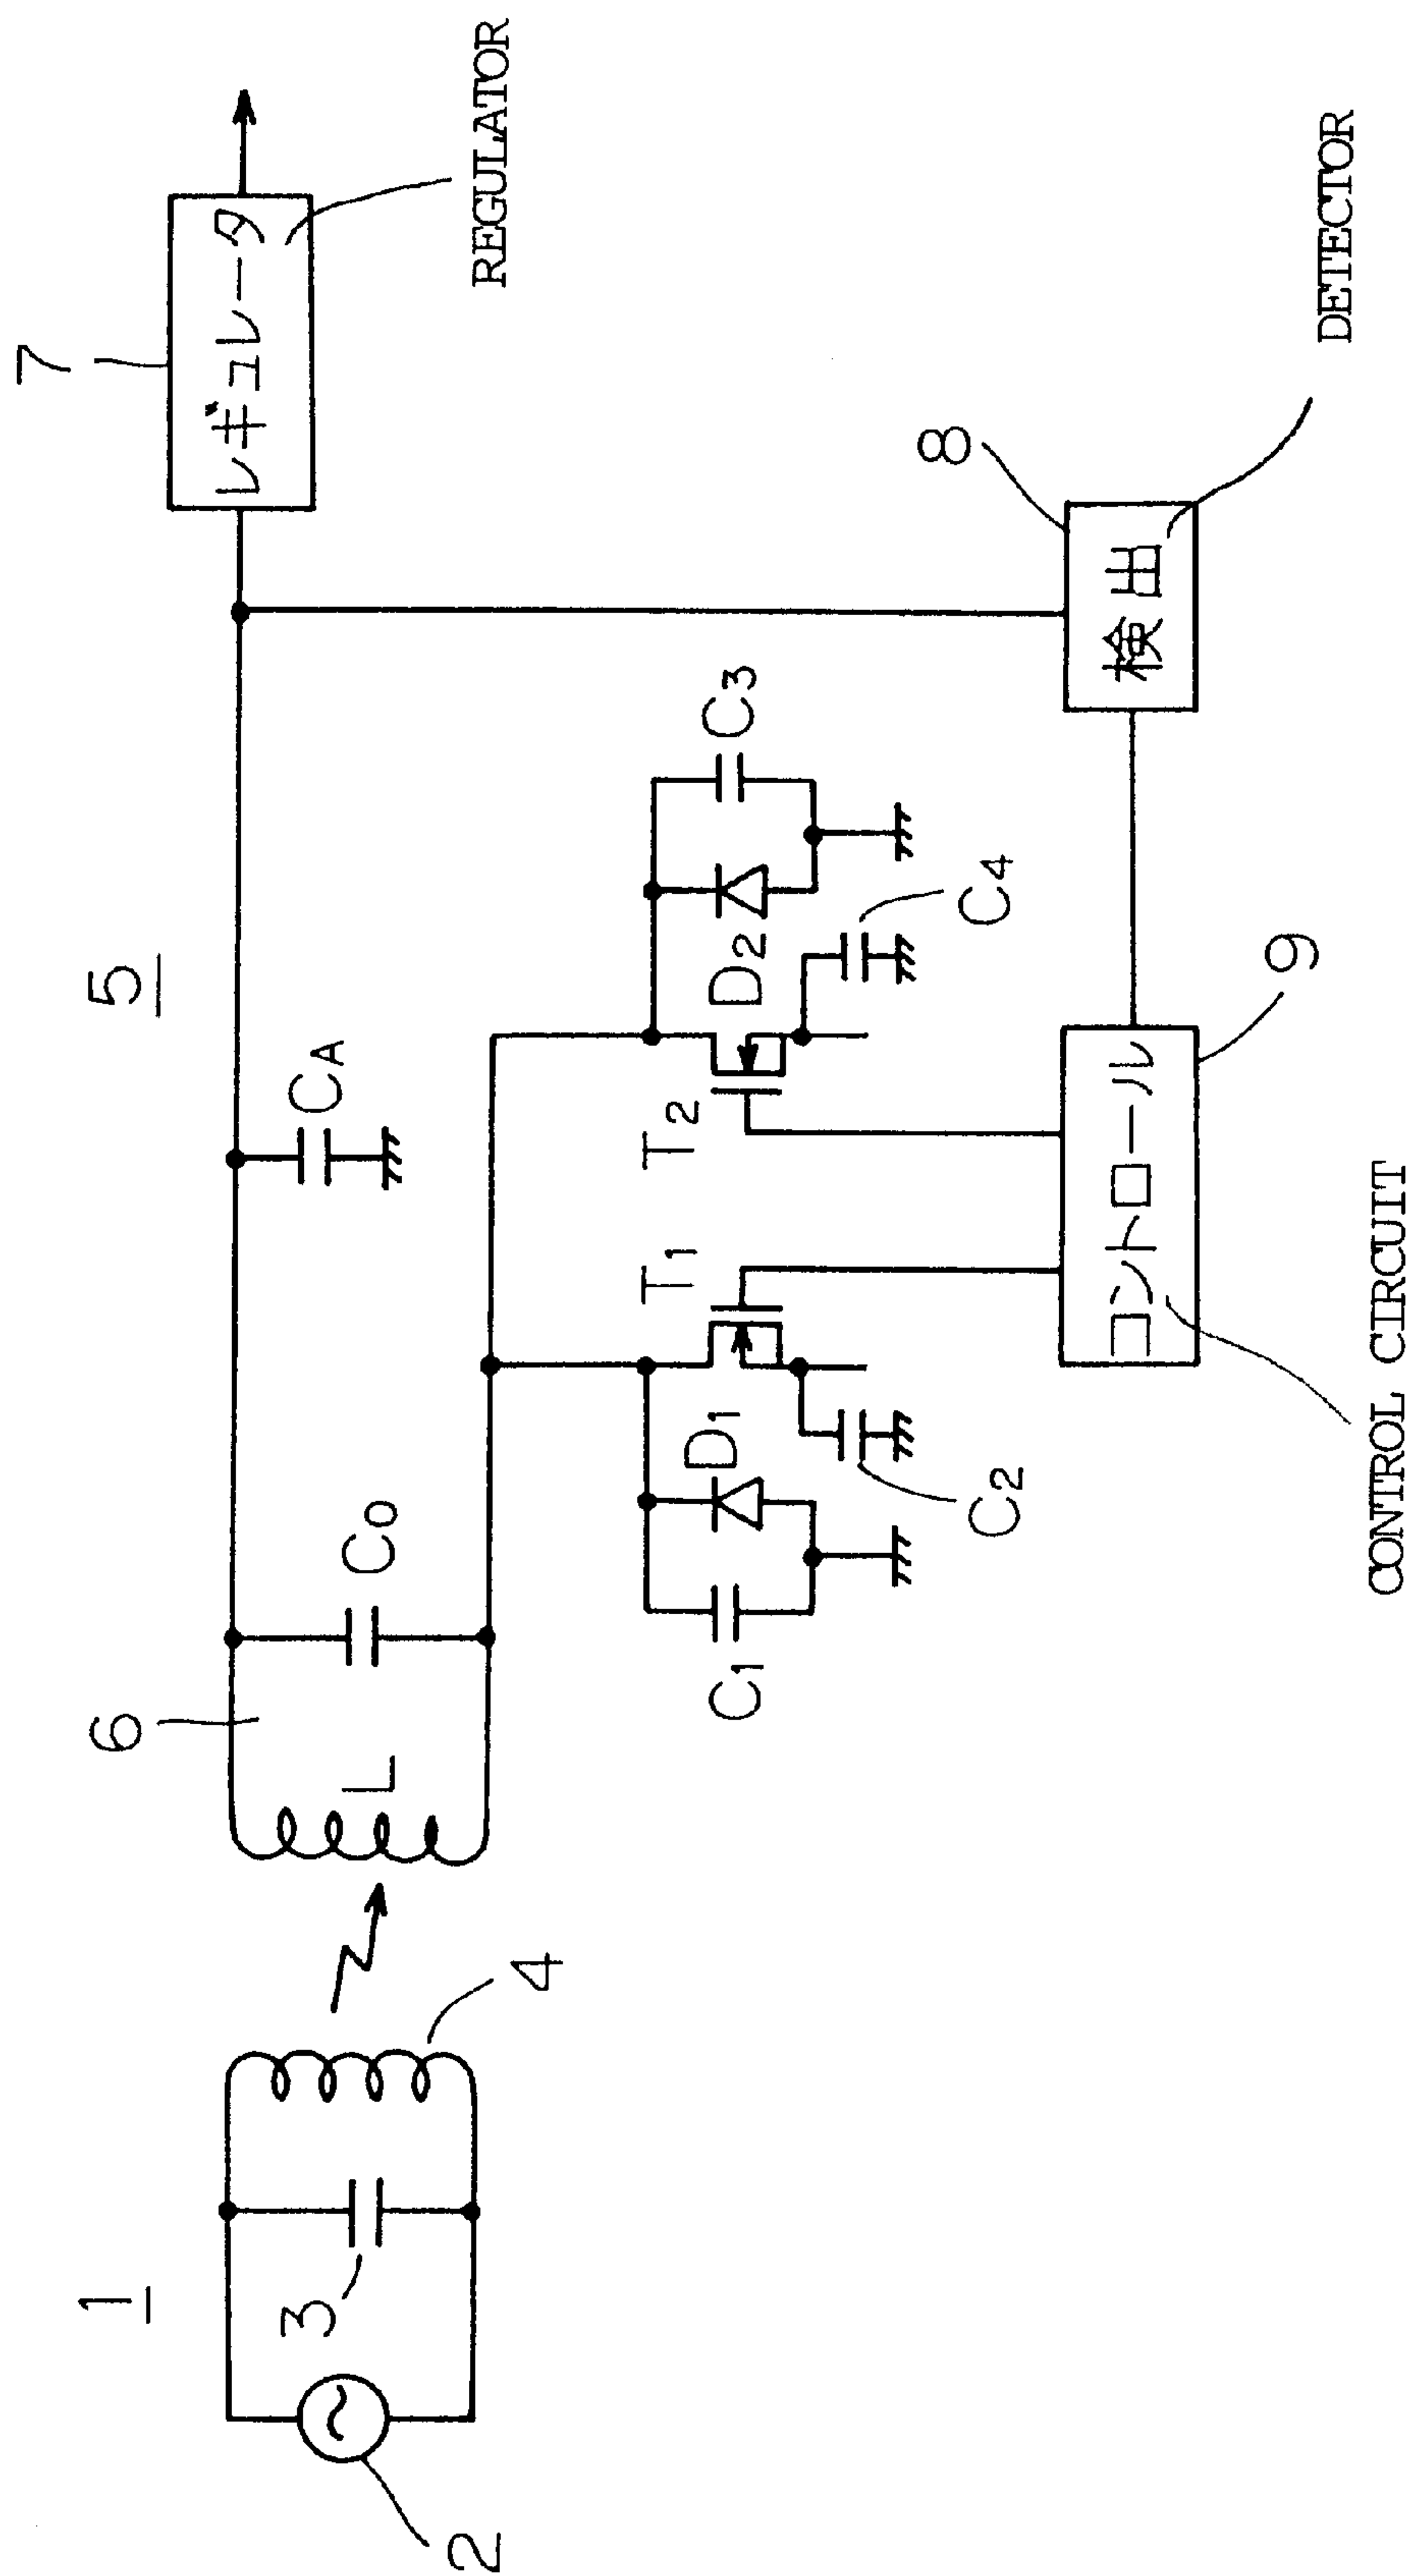 1
2
3
4
5
6
L
C0
CA
7
レギュレータ
REGULATOR
C1
D1
T1
C2
T2
D2
C3
C4
8
検出
DETECTOR
9
コントロール
CONTROL CIRCUIT